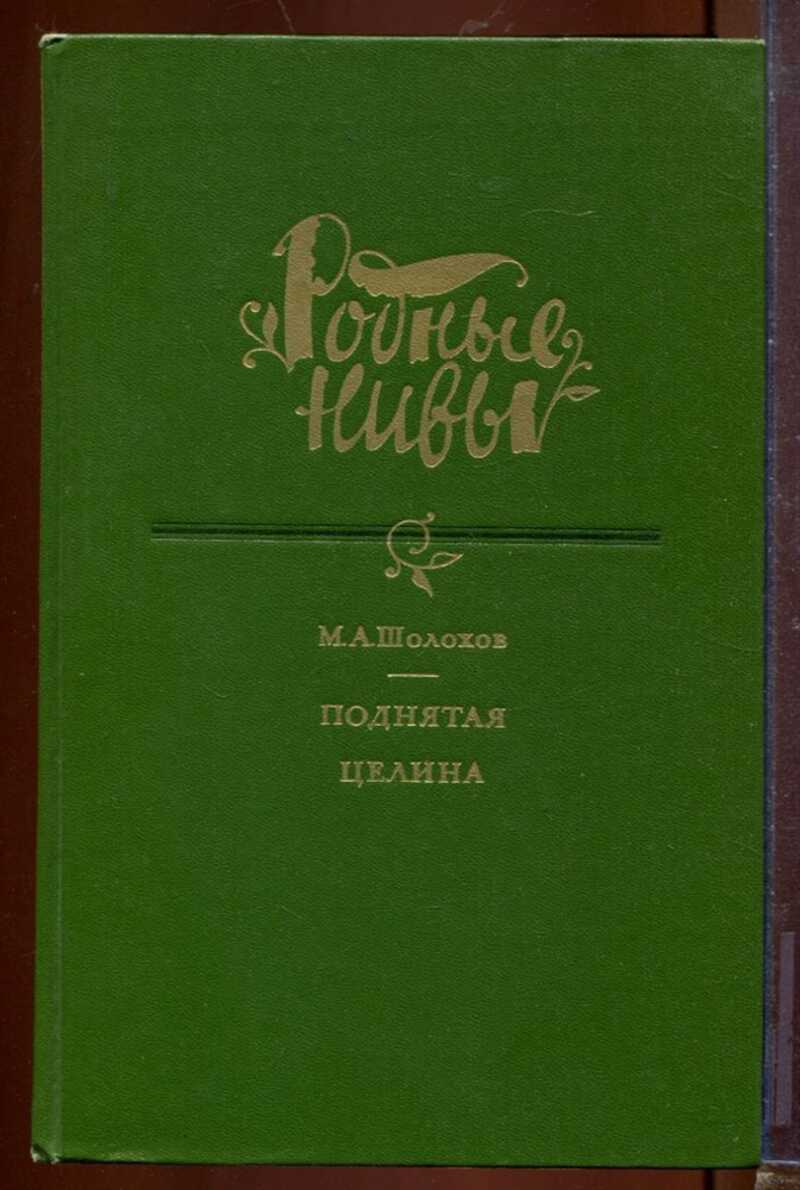 Родные
нивы
М.А.Шолохов
ПОДНЯТАЯ
ЦЕЛИНА